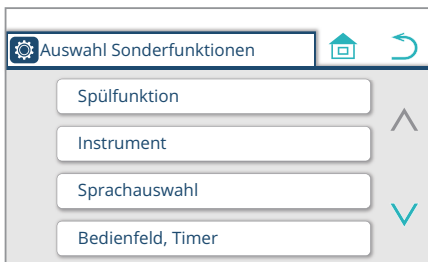 Auswahl Sonderfunktionen
Spülfunktion
Instrument
Sprachauswahl
Bedienfeld, Timer